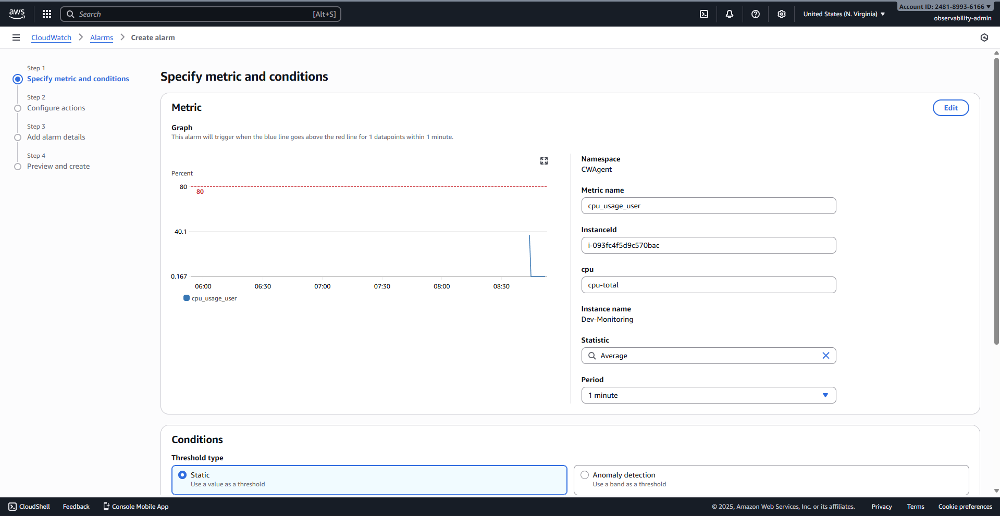 aws
Search [Alt+S]
United States (N. Virginia)
Account ID: 2481-8993-6166
observability-admin
CloudWatch
Alarms
Create alarm
Step 1
Specify metric and conditions
Step 2
Configure actions
Step 3
Add alarm details
Step 4
Preview and create
Specify metric and conditions
Metric
Edit
Graph
This alarm will trigger when the blue line goes above the red line for 1 datapoints within 1 minute.
Percent
80
80
40.1
0.167
06:00 06:30 07:00 07:30 08:00 08:30
cpu_usage_user
Namespace
CWAgent
Metric name
cpu_usage_user
InstanceId
i-093fc4f5d9c570bac
cpu
cpu-total
Instance name
Dev-Monitoring
Statistic
Average
Period
1 minute
Conditions
Threshold type
Static
Use a value as a threshold
Anomaly detection
Use a band as a threshold
CloudShell Feedback Console Mobile App
© 2025, Amazon Web Services, Inc. or its affiliates. Privacy Terms Cookie preferences